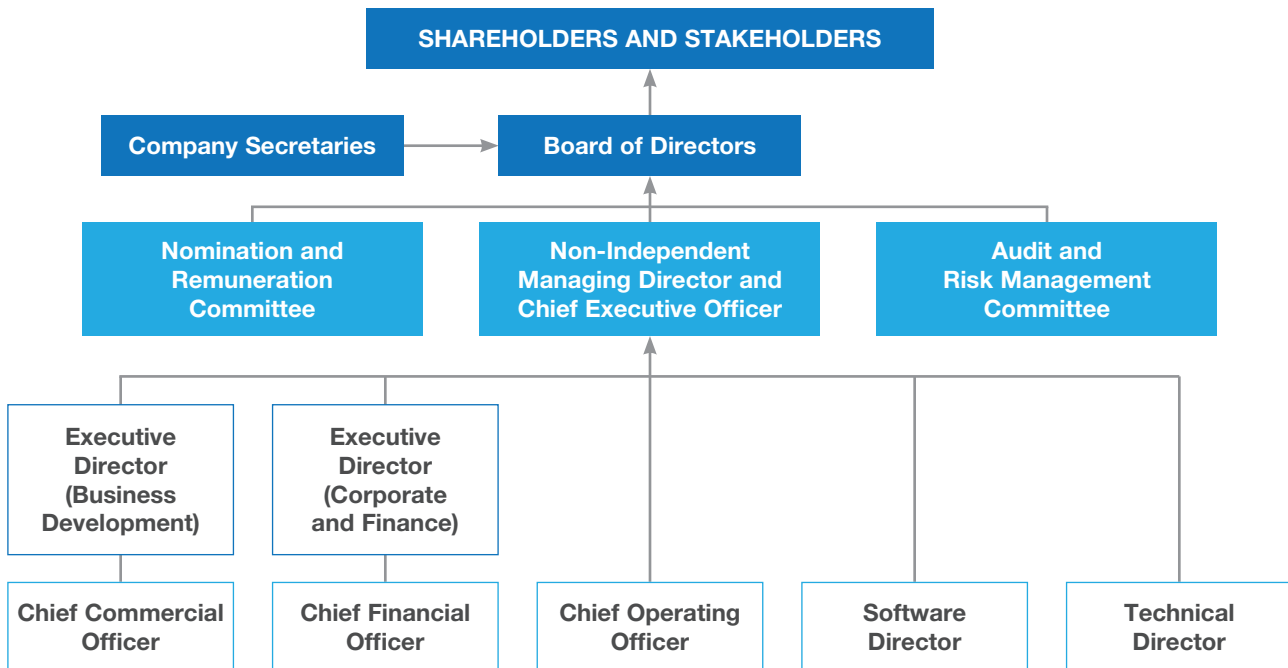 SHAREHOLDERS AND STAKEHOLDERS
Company Secretaries
Board of Directors
Nomination and
Remuneration
Committee
Non-Independent
Managing Director and
Chief Executive Officer
Audit and
Risk Management
Committee
Executive
Director
(Business
Development)
Executive
Director
(Corporate
and Finance)
Chief Commercial
Officer
Chief Financial
Officer
Chief Operating
Officer
Software
Director
Technical
Director